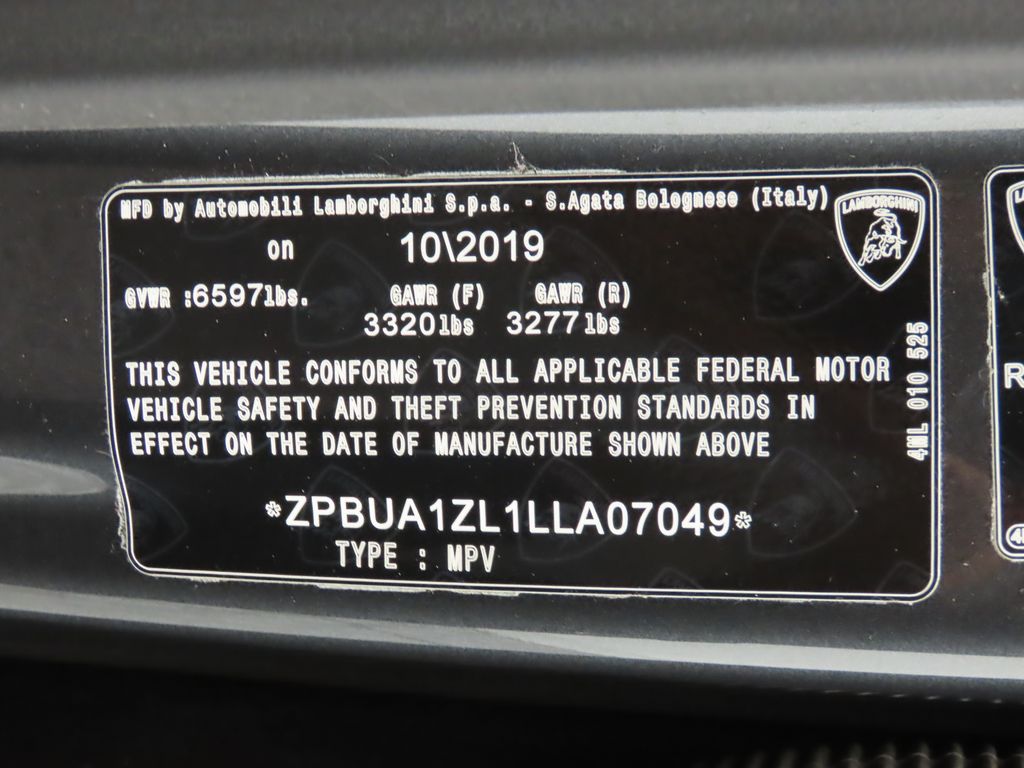 MFD by Automobili Lamborghini S.p.a. - S.Agata Bolognese (Italy)
LAMBORGHINI
on 10\2019
GVWR :6597lbs. GAWR (F) GAWR (R)
3320lbs 3277lbs
THIS VEHICLE CONFORMS TO ALL APPLICABLE FEDERAL MOTOR
VEHICLE SAFETY AND THEFT PREVENTION STANDARDS IN
EFFECT ON THE DATE OF MANUFACTURE SHOWN ABOVE
4ML 010 525
*ZPBUA1ZL1LLA07049*
TYPE : MPV
R